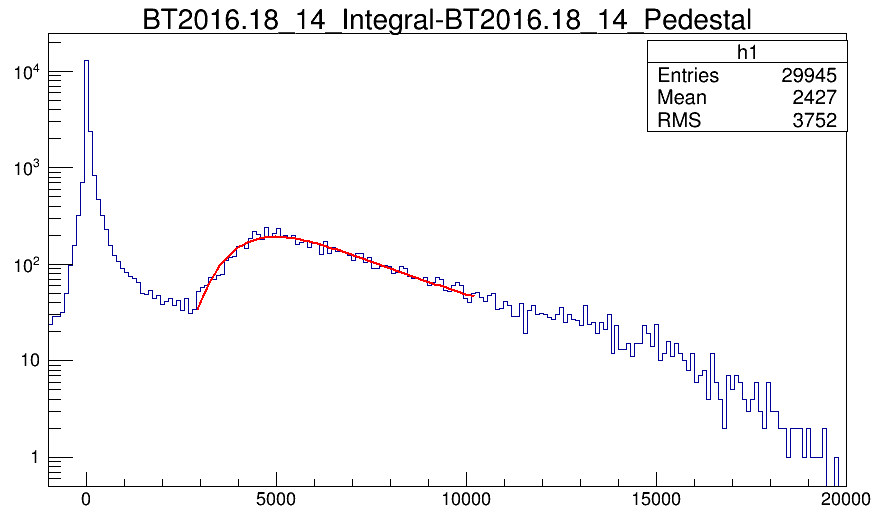 BT2016.18_14_Integral-BT2016.18_14_Pedestal
h1
Entries 29945
Mean 2427
RMS 3752
10^4
10^3
10^2
10
1
0 5000 10000 15000 20000